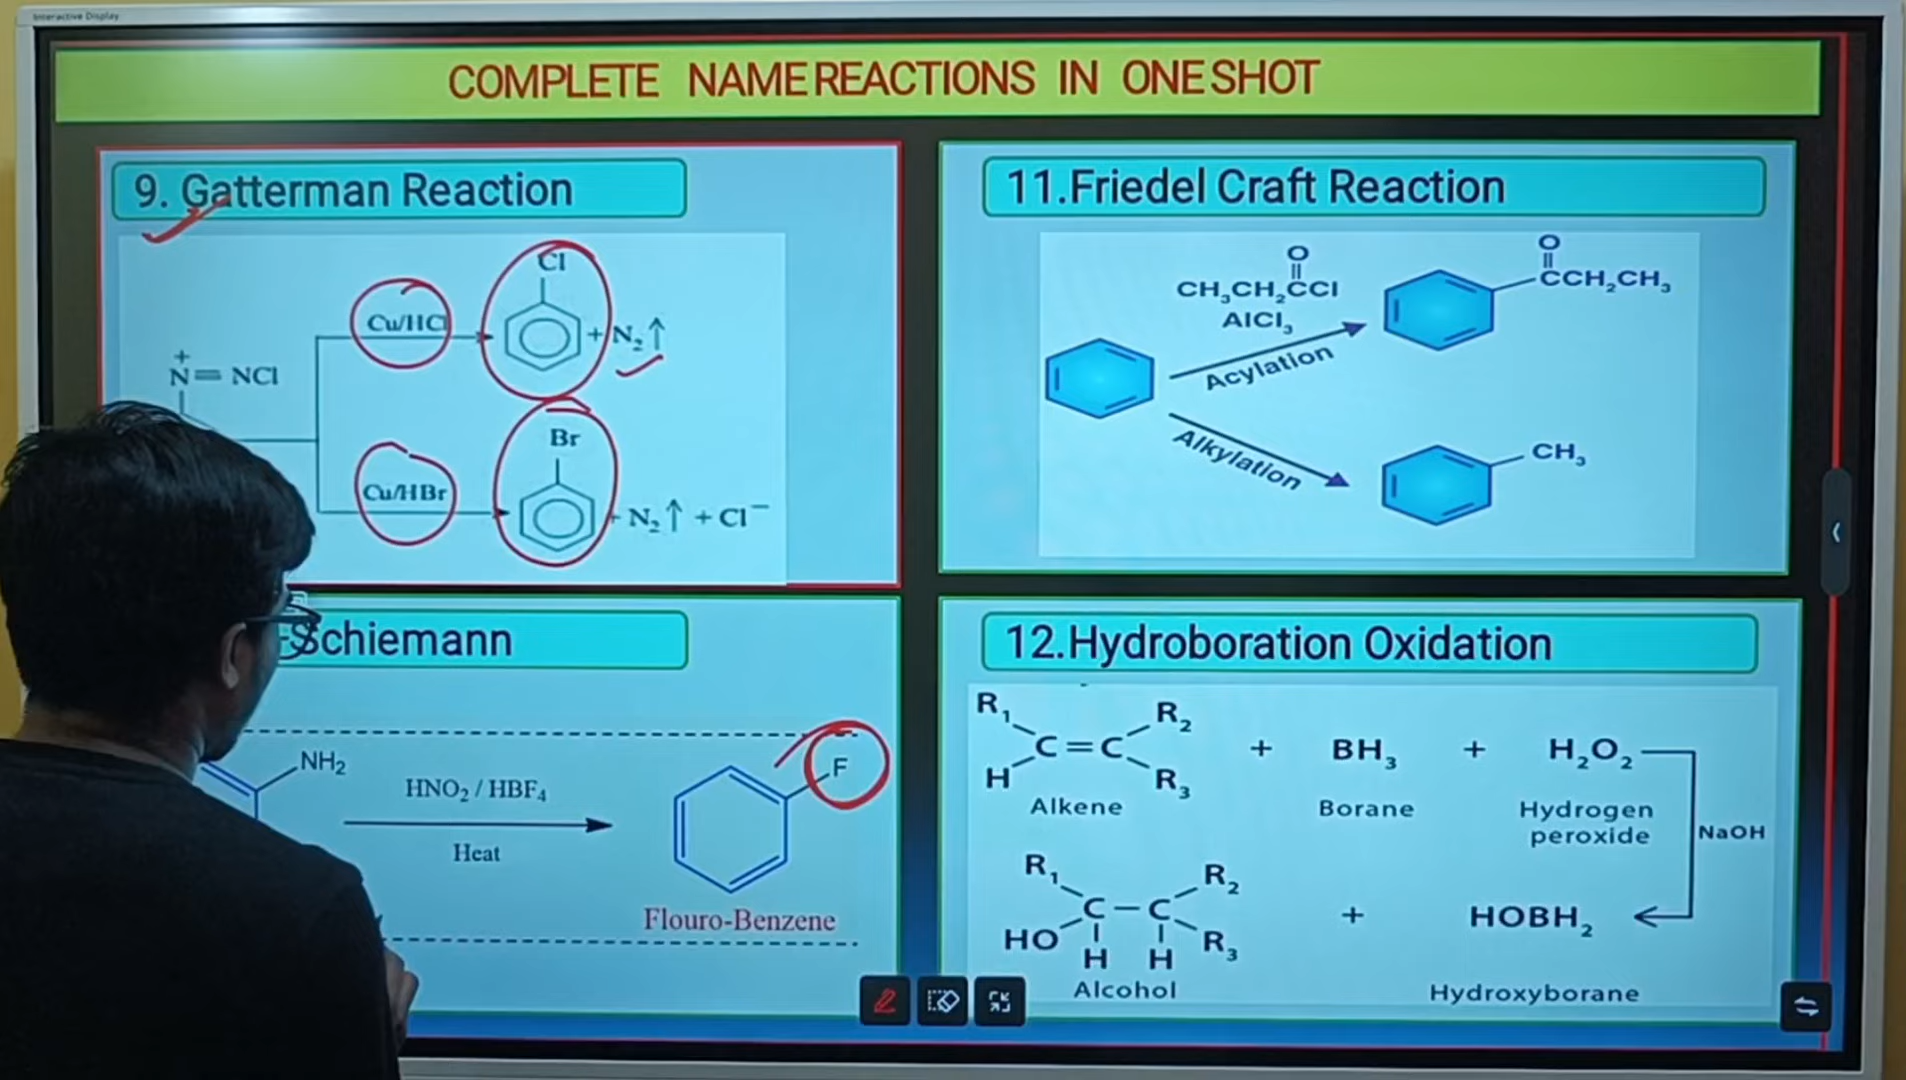 Interactive Display
COMPLETE NAME REACTIONS IN ONE SHOT
9. Gatterman Reaction
Cl
Cu/HCl
+ N₂↑
+
N = NCl
Br
Cu/HBr
+ N₂↑ + Cl⁻
-Schiemann
NH₂
HNO₂ / HBF₄
Heat
F
Flouro-Benzene
11.Friedel Craft Reaction
O
CH₃CH₂CCl
AlCl₃
Acylation
O
CCH₂CH₃
Alkylation
CH₃
12.Hydroboration Oxidation
R₁ R₂
C=C + BH₃ + H₂O₂
H R₃
Alkene Borane Hydrogen
peroxide
NaOH
R₁ R₂
C – C + HOBH₂
HO R₃
H H
Alcohol Hydroxyborane